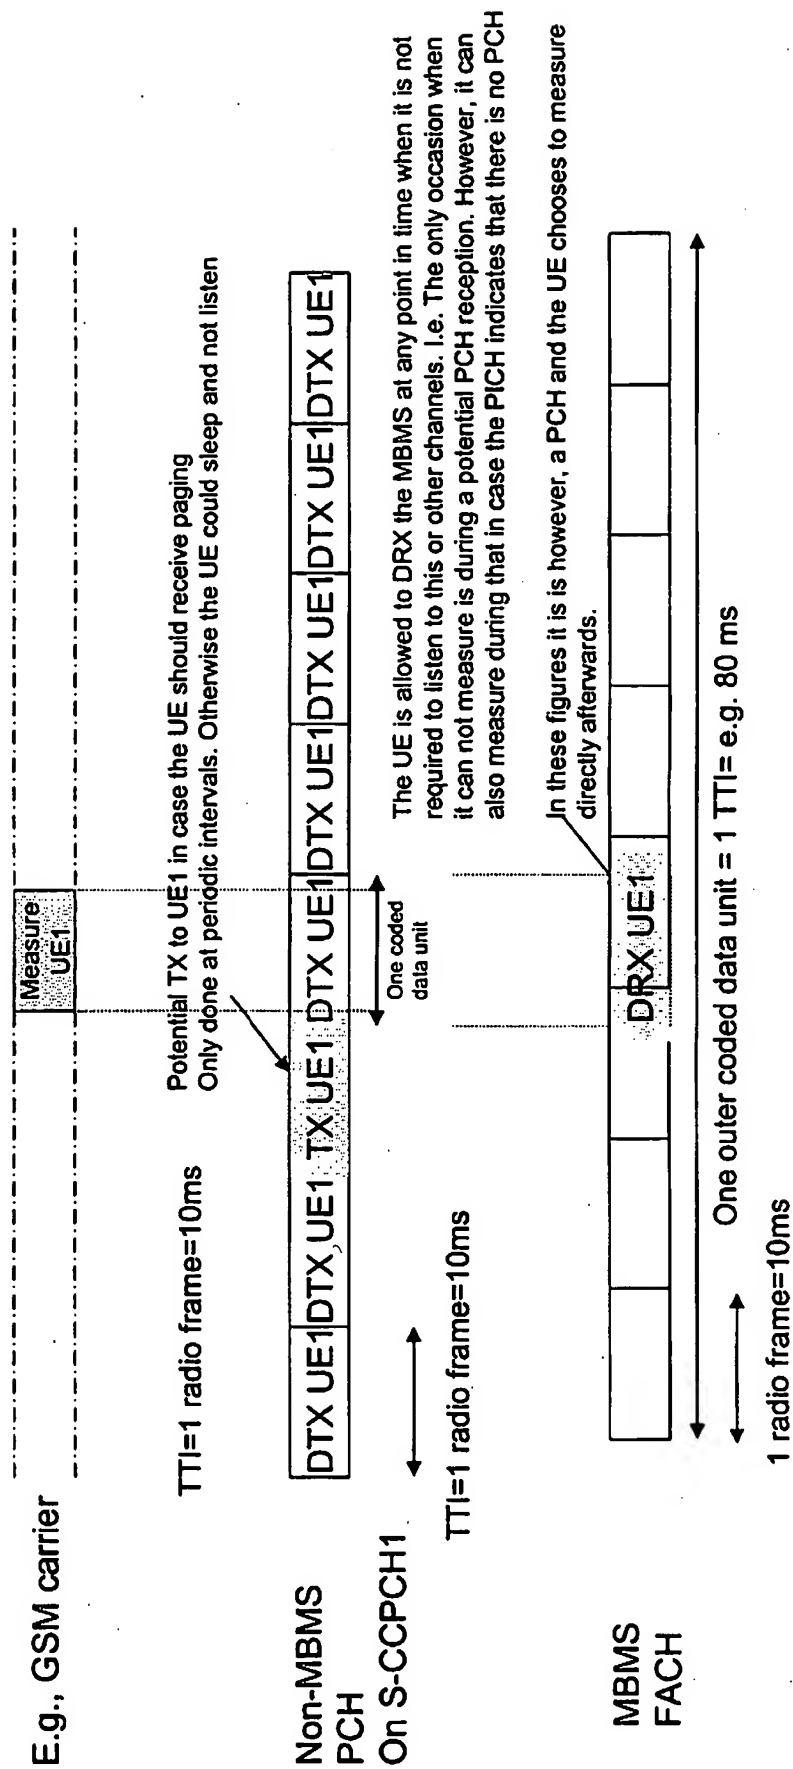 E.g., GSM carrier
Measure
UE1
TTI=1 radio frame=10ms
Potential TX to UE1 in case the UE should receive paging
Only done at periodic intervals. Otherwise the UE could sleep and not listen
Non-MBMS
PCH
On S-CCPCH1
DTX UE1 DTX, UE1 TX UE1 DTX UE1 DTX UE1 DTX UE1 DTX UE1 DTX UE1
One coded
data unit
TTI=1 radio frame=10ms
The UE is allowed to DRX the MBMS at any point in time when it is not
required to listen to this or other channels. I.e. The only occasion when
it can not measure is during a potential PCH reception. However, it can
also measure during that in case the PICH indicates that there is no PCH
In these figures it is is however, a PCH and the UE chooses to measure
directly afterwards.
MBMS
FACH
DRX UE1
One outer coded data unit = 1 TTI= e.g. 80 ms
1 radio frame=10ms